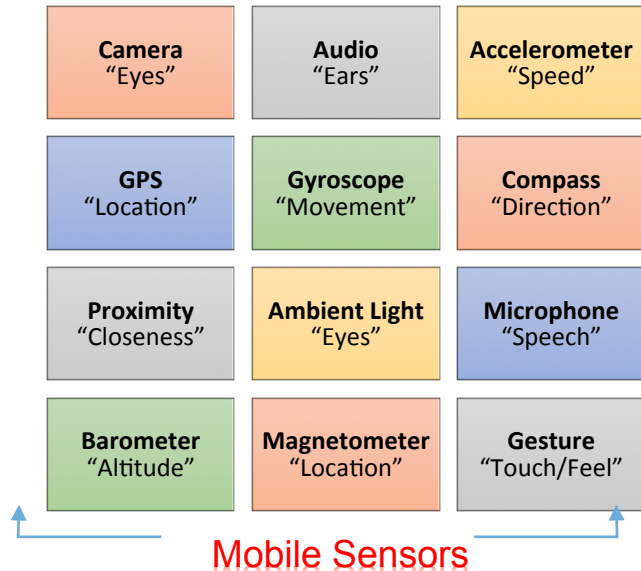 Camera
“Eyes”
Audio
“Ears”
Accelerometer
“Speed”
GPS
“Location”
Gyroscope
“Movement”
Compass
“Direction”
Proximity
“Closeness”
Ambient Light
“Eyes”
Microphone
“Speech”
Barometer
“Altitude”
Magnetometer
“Location”
Gesture
“Touch/Feel”
Mobile Sensors